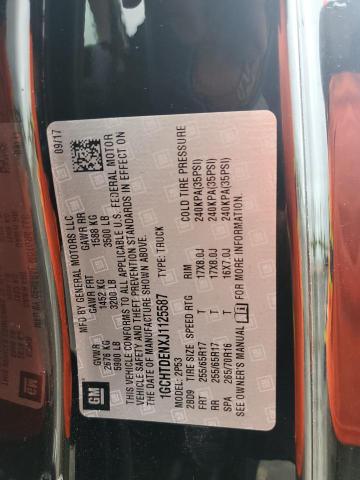 GM
MFD BY GENERAL MOTORS LLC
09/17
GVWR GAWR FRT GAWR RR
2676 KG 1452 KG 1588 KG
5900 LB 3200 LB 3500 LB
THIS VEHICLE CONFORMS TO ALL APPLICABLE U.S. FEDERAL MOTOR
VEHICLE SAFETY AND THEFT PREVENTION STANDARDS IN EFFECT ON
THE DATE OF MANUFACTURE SHOWN ABOVE.
1GCHTDENXJ1125587 TYPE: TRUCK
MODEL: 2P53
2809 TIRE SIZE SPEED RTG RIM COLD TIRE PRESSURE
FRT 255/65R17 T 17X8.0J 240KPA(35PSI)
RR 255/65R17 T 17X8.0J 240KPA(35PSI)
SPA 265/70R16 T 16X7.0J 240KPA(35PSI)
SEE OWNER'S MANUAL FOR MORE INFORMATION.